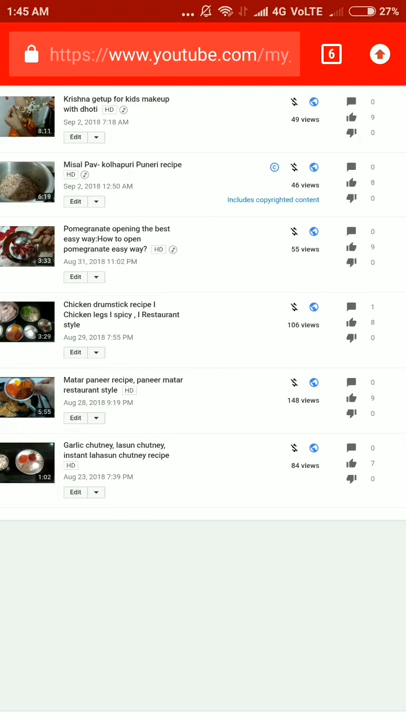 1:45 AM ... 4G VoLTE 27%
https://www.youtube.com/my_ 6
Krishna getup for kids makeup
with dhoti HD
Sep 2, 2018 7:18 AM
Edit
8:11
49 views
0
9
0
Misal Pav- kolhapuri Puneri recipe
HD
Sep 2, 2018 12:50 AM
Edit
6:19
46 views
Includes copyrighted content
0
8
0
Pomegranate opening the best
easy way:How to open
pomegranate easy way? HD
Aug 31, 2018 11:02 PM
Edit
3:33
55 views
0
9
0
Chicken drumstick recipe I
Chicken legs I spicy , I Restaurant
style
Aug 29, 2018 7:55 PM
Edit
3:29
106 views
1
8
0
Matar paneer recipe, paneer matar
restaurant style HD
Aug 28, 2018 9:19 PM
Edit
5:55
148 views
0
9
0
Garlic chutney, lasun chutney,
instant lahasun chutney recipe
HD
Aug 23, 2018 7:39 PM
Edit
1:02
84 views
0
7
0